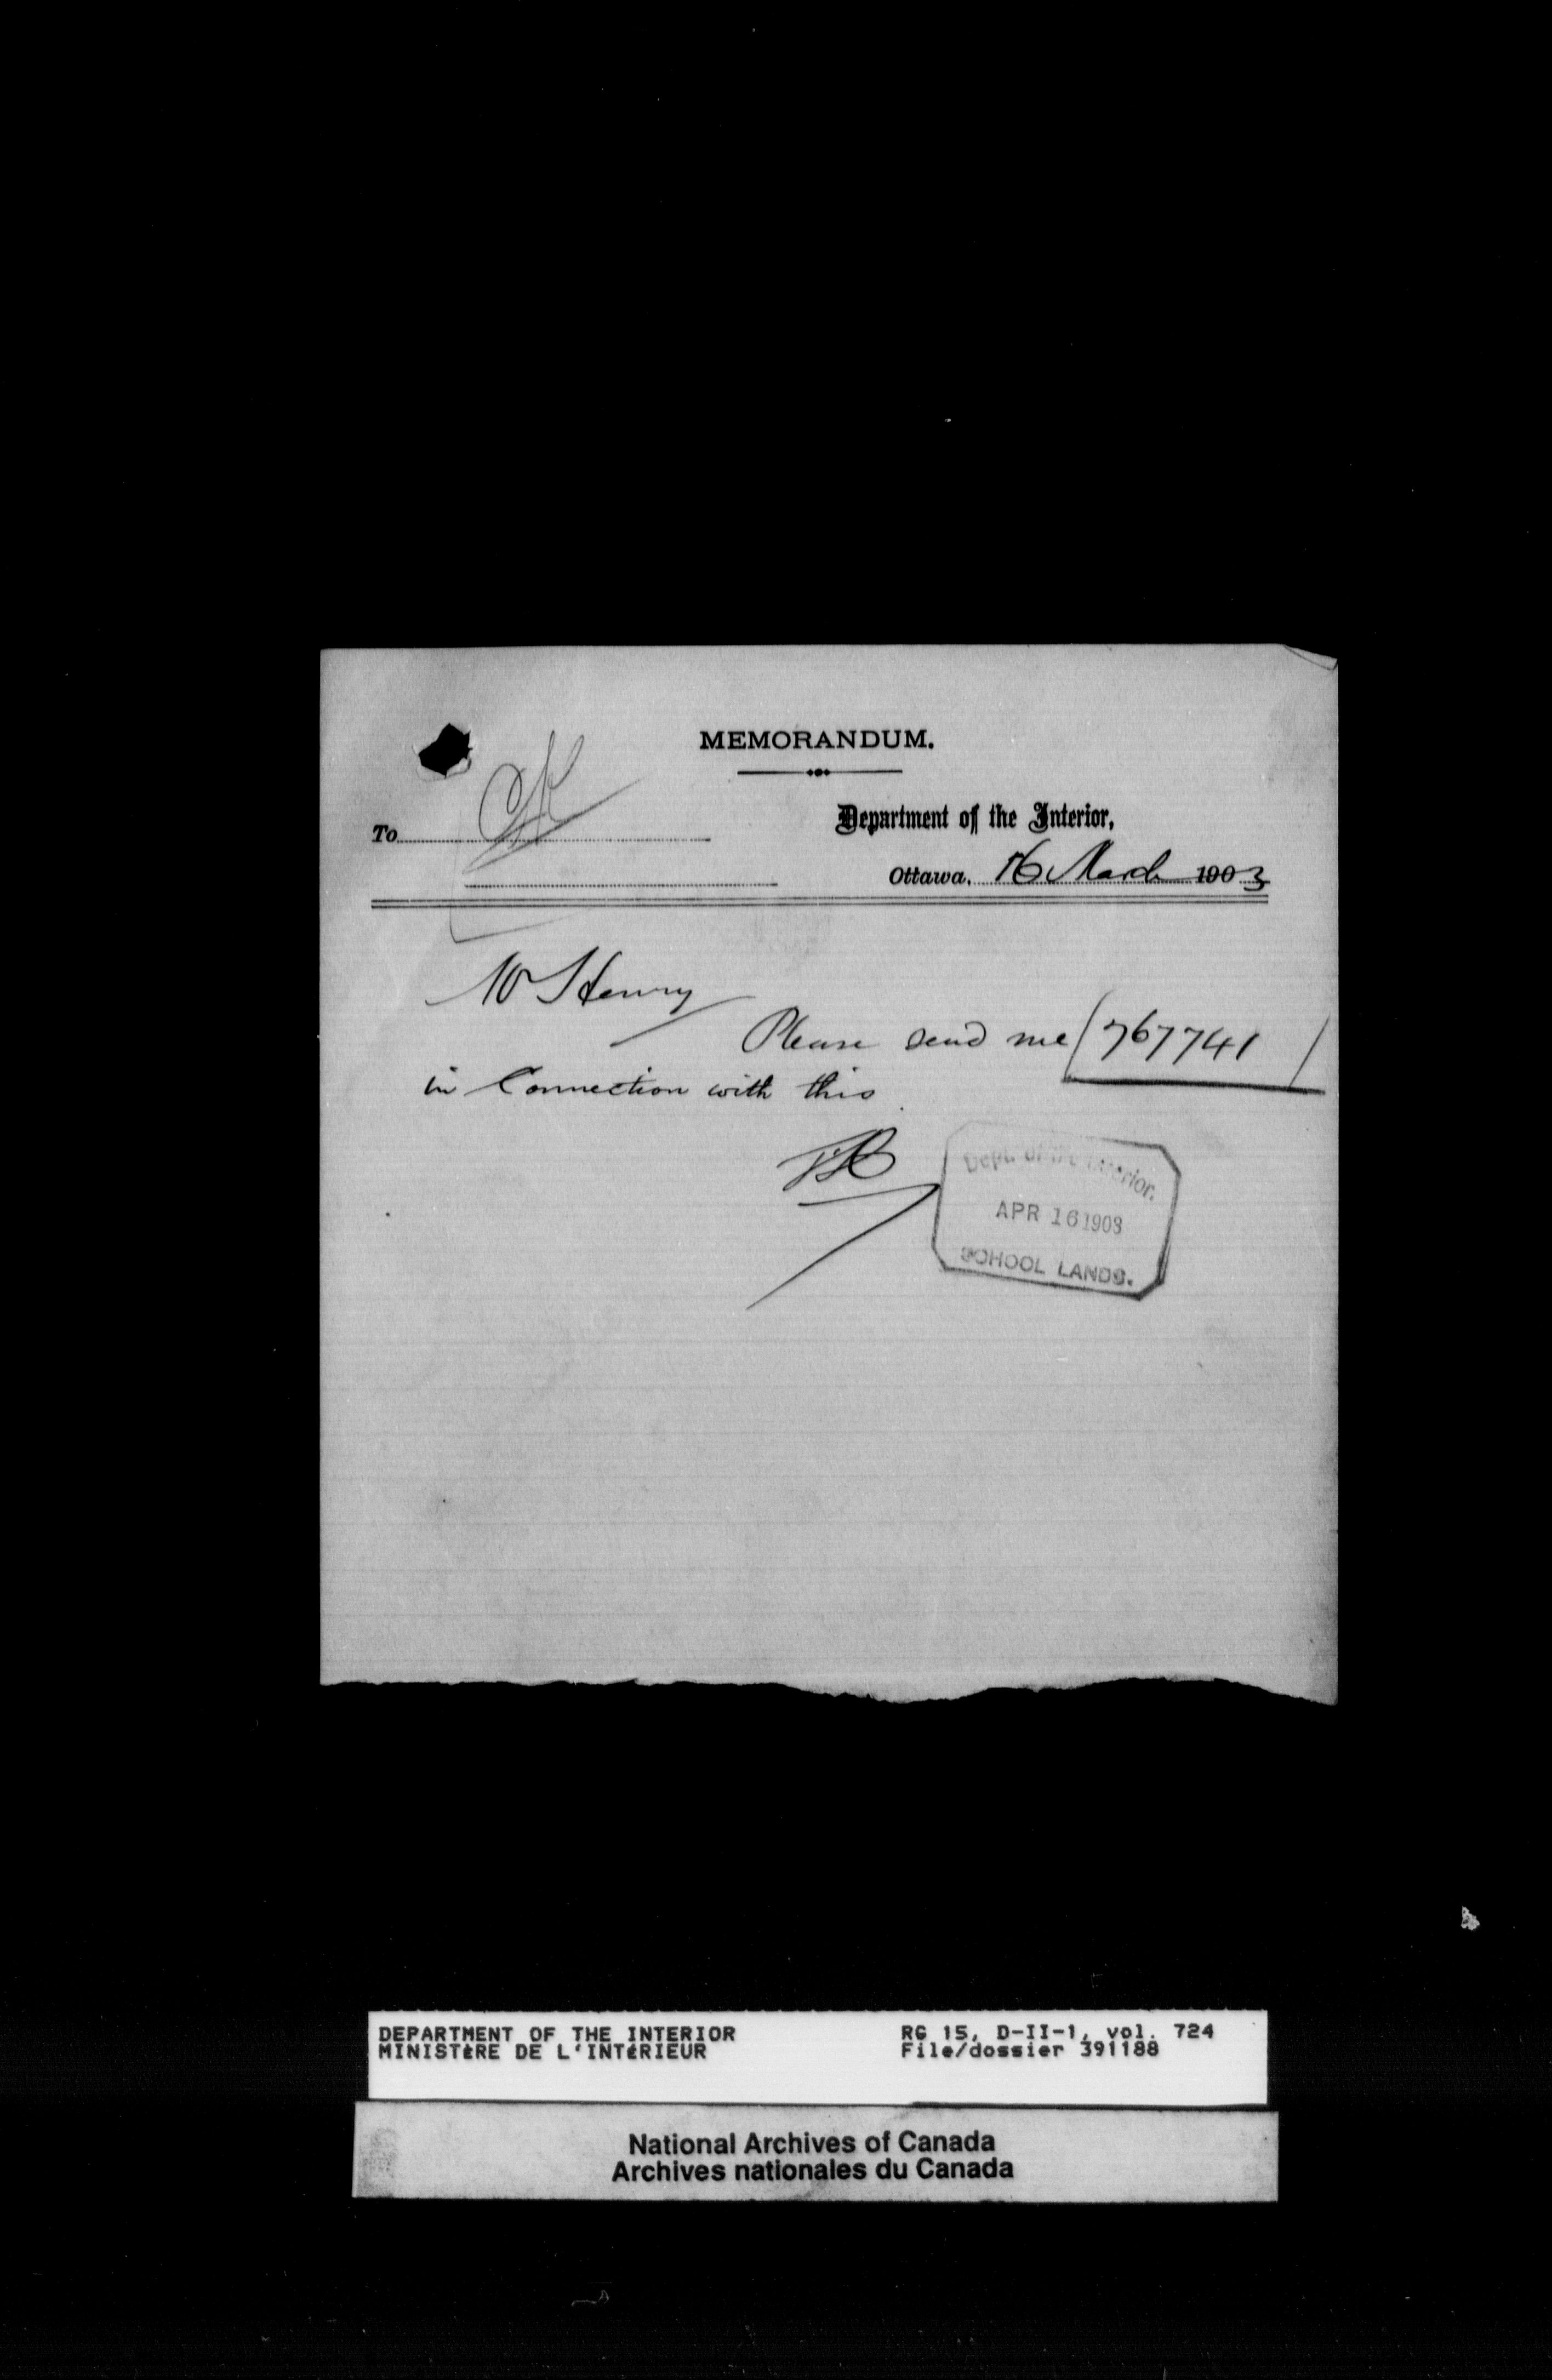 MEMORANDUM.
To
Department of the Interior,
Ottawa, 16 March 1903
Mr Henry
Please send me 767741
in Connection with this
Dept. of the Interior.
APR 16 1903
SCHOOL LANDS.
DEPARTMENT OF THE INTERIOR
MINISTÈRE DE L'INTÉRIEUR
RG 15, D-II-1, vol. 724
File/dossier 391188
National Archives of Canada
Archives nationales du Canada